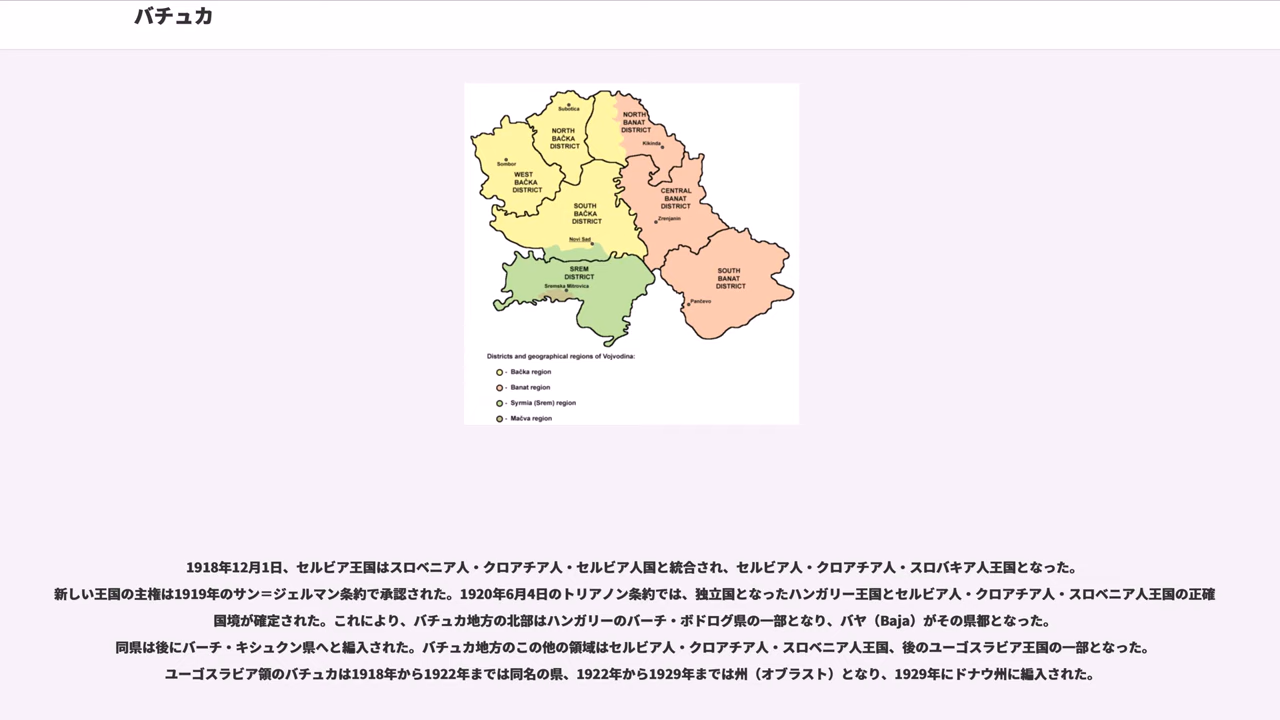 バチュカ
Subotica
NORTH
BAČKA
DISTRICT
NORTH
BANAT
DISTRICT
Kikinda
Sombor
WEST
BAČKA
DISTRICT
CENTRAL
BANAT
DISTRICT
Zrenjanin
SOUTH
BAČKA
DISTRICT
Novi Sad
SREM
DISTRICT
Sremska Mitrovica
SOUTH
BANAT
DISTRICT
Pančevo
Districts and geographical regions of Vojvodina:
- Bačka region
- Banat region
- Syrmia (Srem) region
- Mačva region
1918年12月1日、セルビア王国はスロベニア人・クロアチア人・セルビア人国と統合され、セルビア人・クロアチア人・スロバキア人王国となった。
新しい王国の主権は1919年のサン＝ジェルマン条約で承認された。1920年6月4日のトリアノン条約では、独立国となったハンガリー王国とセルビア人・クロアチア人・スロベニア人王国の正確
国境が確定された。これにより、バチュカ地方の北部はハンガリーのバーチ・ボドログ県の一部となり、バヤ（Baja）がその県都となった。
同県は後にバーチ・キシュクン県へと編入された。バチュカ地方のこの他の領域はセルビア人・クロアチア人・スロベニア人王国、後のユーゴスラビア王国の一部となった。
ユーゴスラビア領のバチュカは1918年から1922年までは同名の県、1922年から1929年までは州（オブラスト）となり、1929年にドナウ州に編入された。